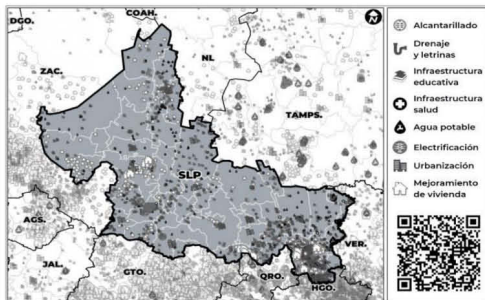 COAH.
DGO.
NL
ZAC.
TAMPS.
SLP
AGS.
VER.
JAL.
GTO.
QRO.
HGO.
N
Alcantarillado
Drenaje
y letrinas
Infraestructura
educativa
Infraestructura
salud
Agua potable
Electrificación
Urbanización
Mejoramiento
de vivienda